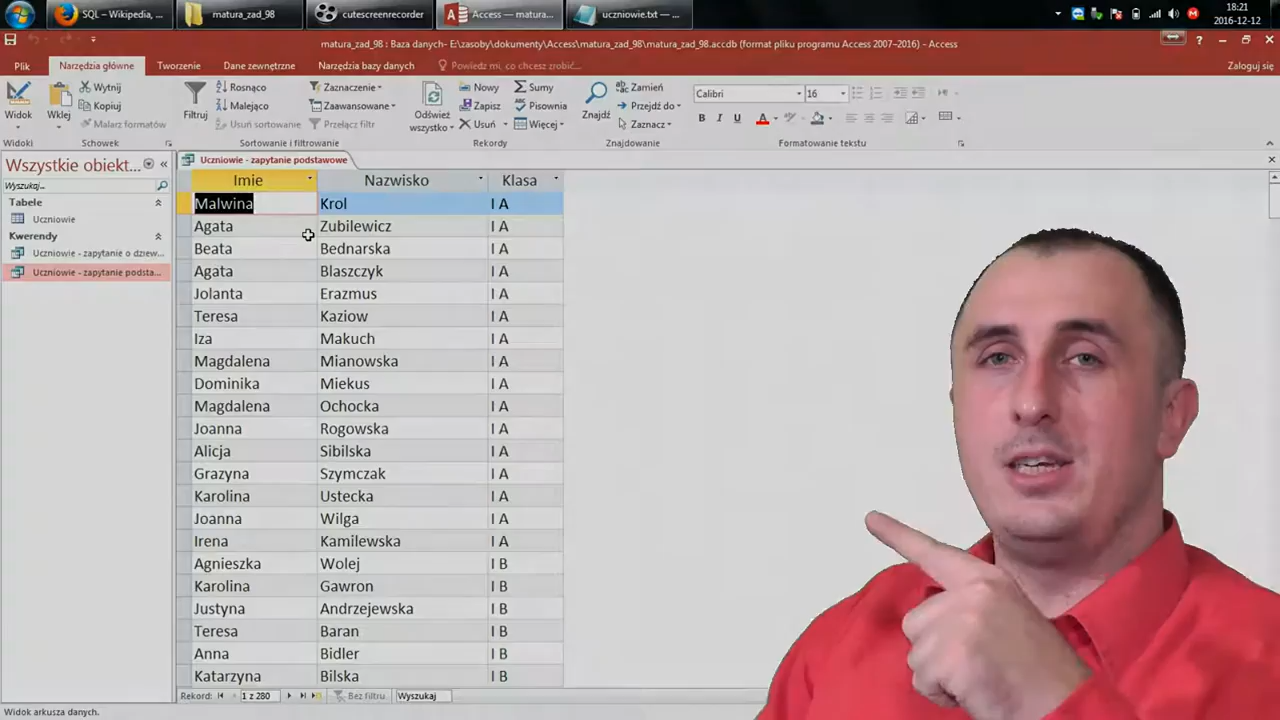 SQL – Wikipedia, ...
matura_zad_98
cutescreenrecorder
Access — matura...
uczniowie.txt — ...
18:21
2016-12-12
matura_zad_98 : Baza danych- E:\zasoby\dokumenty\Access\matura_zad_98\matura_zad_98.accdb (format pliku programu Access 2007–2016) - Access
Plik
Narzędzia główne
Tworzenie
Dane zewnętrzne
Narzędzia bazy danych
Powiedz mi, co chcesz zrobić...
Zaloguj się
Widok
Wklej
Wytnij
Kopiuj
Malarz formatów
Filtruj
Rosnąco
Malejąco
Usuń sortowanie
Zaznaczenie
Zaawansowane
Przełącz filtr
Odśwież wszystko
Nowy
Zapisz
Usuń
Sumy
Pisownia
Więcej
Znajdź
Zamień
Przejdź do
Zaznacz
Calibri
16
B I U
Widoki
Schowek
Sortowanie i filtrowanie
Rekordy
Znajdowanie
Formatowanie tekstu
Wszystkie obiekt...
Wyszukaj...
Tabele
Uczniowie
Kwerendy
Uczniowie - zapytanie o dziew...
Uczniowie - zapytanie podsta...
Uczniowie - zapytanie podstawowe
Imie Nazwisko Klasa
Malwina Krol I A
Agata Zubilewicz I A
Beata Bednarska I A
Agata Blaszczyk I A
Jolanta Erazmus I A
Teresa Kaziow I A
Iza Makuch I A
Magdalena Mianowska I A
Dominika Miekus I A
Magdalena Ochocka I A
Joanna Rogowska I A
Alicja Sibilska I A
Grazyna Szymczak I A
Karolina Ustecka I A
Joanna Wilga I A
Irena Kamilewska I A
Agnieszka Wolej I B
Karolina Gawron I B
Justyna Andrzejewska I B
Teresa Baran I B
Anna Bidler I B
Katarzyna Bilska I B
Rekord: 1 z 280 Bez filtru Wyszukaj
Widok arkusza danych.